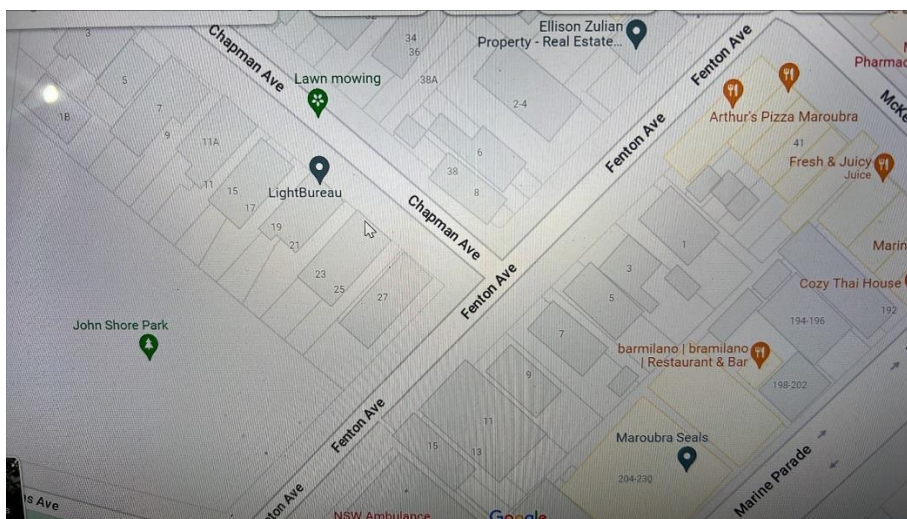 Chapman Ave
Ellison Zulian
Property - Real Estate...
Fenton Ave
Lawn mowing
34
36
38A
2-4
3
5
7
1B
9
11A
Arthur's Pizza Maroubra
41
Fenton Ave
6
38
8
Fresh & Juicy
Juice
LightBureau
11
15
17
19
21
23
25
27
Chapman Ave
Fenton Ave
1
3
5
7
9
Cozy Thai House
192
194-196
John Shore Park
barmilano | bramilano
| Restaurant & Bar
198-202
Fenton Ave
11
13
15
Maroubra Seals
204-230
Marine Parade
NSW Ambulance
Google